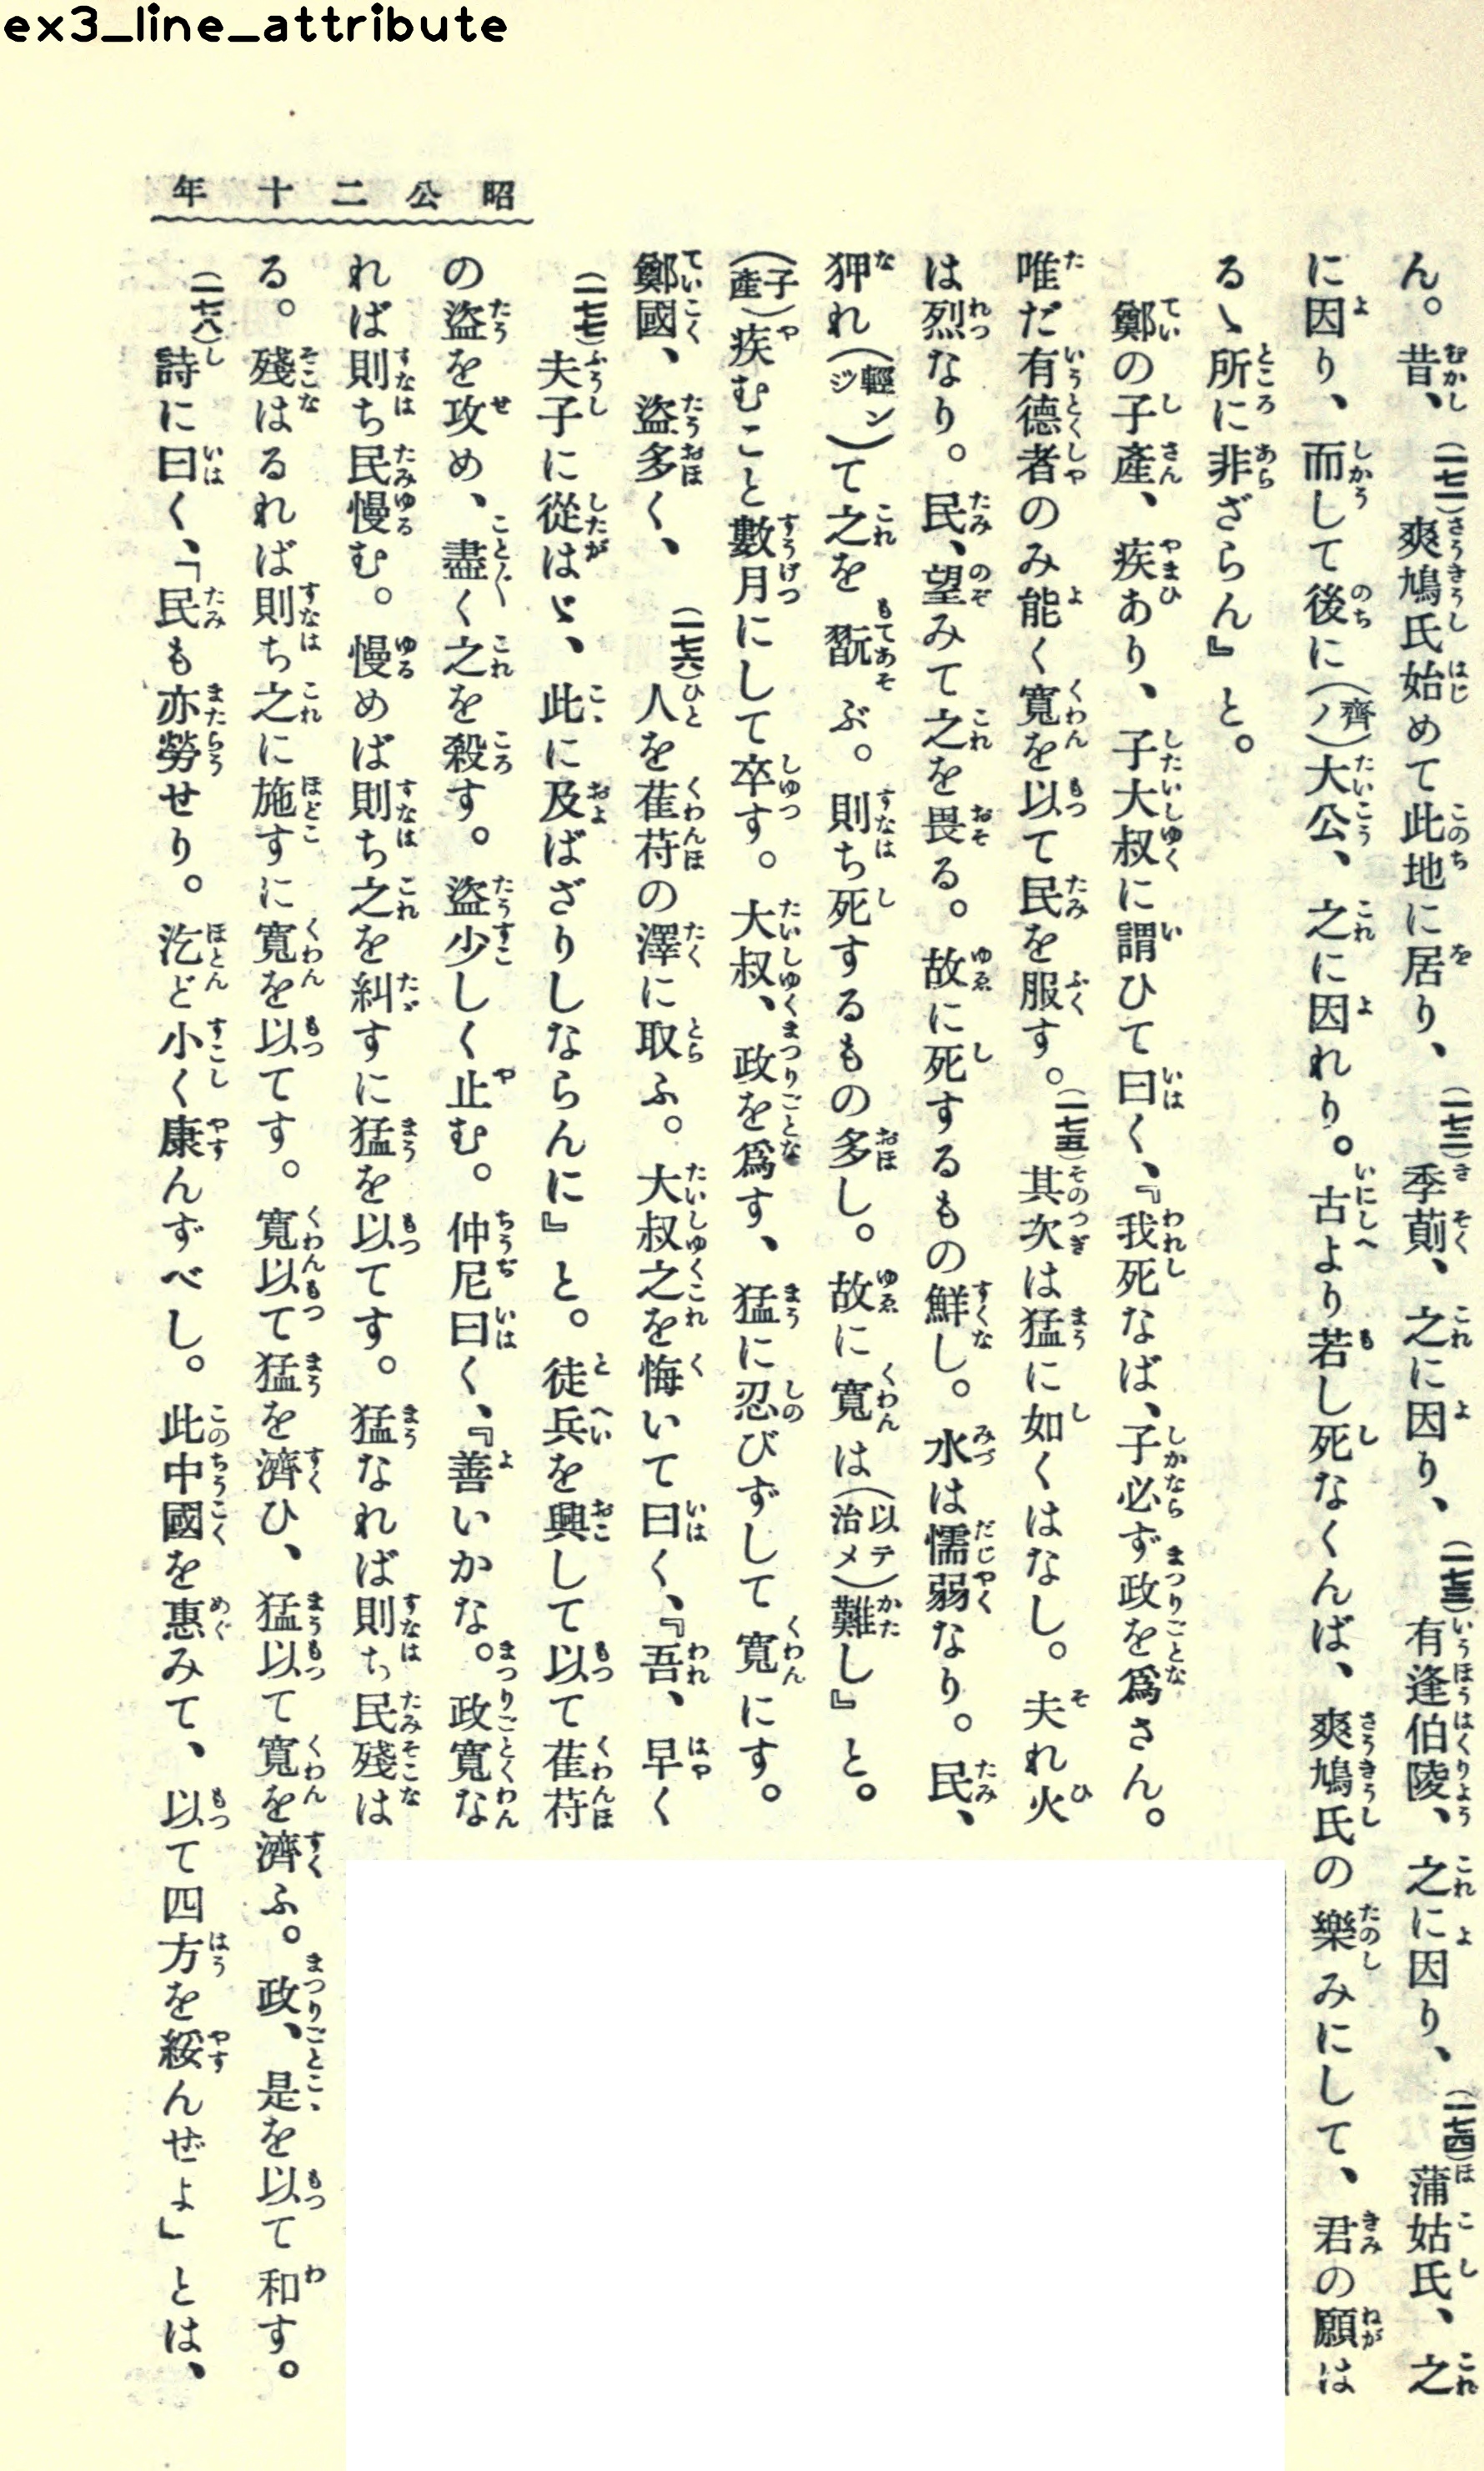 ex3_line_attribute
昭公二十年
ん。昔、(一七一)爽鳩氏始めて此地に居り、(一七二)季萴、之に因り、(一七三)有逢伯陵、之に因り、(一七四)蒲姑氏、之
に因り、而して後に(齊ノ)大公、之に因れり。古より若し死なくんば、爽鳩氏の樂みにして、君の願は
るゝ所に非ざらん』と。
鄭の子產、疾あり、子大叔に謂ひて曰く、『我死なば、子必ず政を爲さん。
唯だ有德者のみ能く寬を以て民を服す。(一七五)其次は猛に如くはなし。夫れ火
は烈なり。民、望みて之を畏る。故に死するもの鮮し。水は懦弱なり。民、
狎れ(輕ンジ)て之を翫ぶ。則ち死するもの多し。故に寬は(以テ治メ)難し』と。
(子產)疾むこと數月にして卒す。大叔、政を爲す、猛に忍びずして寬にす。
鄭國、盜多く、(一七六)人を萑苻の澤に取ふ。大叔之を悔いて曰く、『吾、早く
(一七七)夫子に從はゞ、此に及ばざりしならんに』と。徒兵を興して以て萑苻
の盜を攻め、盡く之を殺す。盜少しく止む。仲尼曰く、『善いかな。政寬な
れば則ち民慢む。慢めば則ち之を糾すに猛を以てす。猛なれば則ち民殘は
る。殘はるれば則ち之に施すに寬を以てす。寬以て猛を濟ひ、猛以て寬を濟ふ。政、是を以て和す。
(一七八)詩に曰く、「民も亦勞せり。汔ど小く康んずべし。此中國を惠みて、以て四方を綏んぜよ」とは、